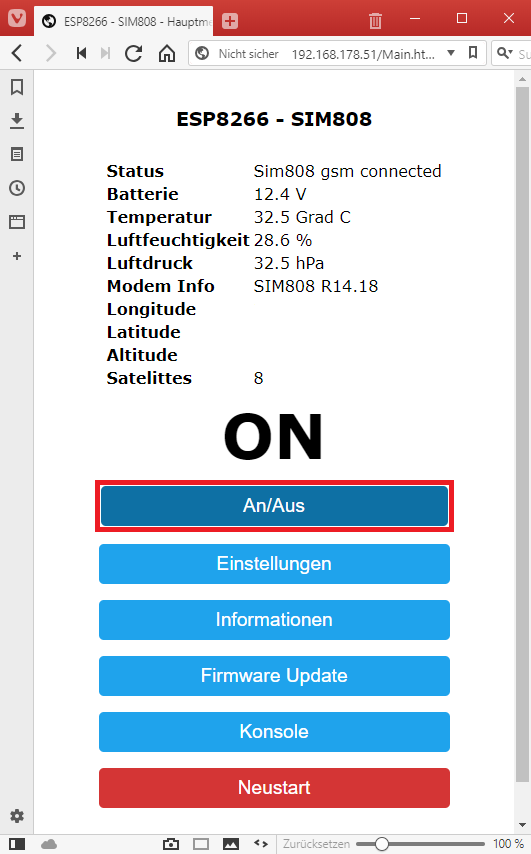 ESP8266 - SIM808 - Hauptme
Nicht sicher 192.168.178.51/Main.ht... Su
ESP8266 - SIM808
Status Sim808 gsm connected
Batterie 12.4 V
Temperatur 32.5 Grad C
Luftfeuchtigkeit 28.6 %
Luftdruck 32.5 hPa
Modem Info SIM808 R14.18
Longitude
Latitude
Altitude
Satelittes 8
ON
An/Aus
Einstellungen
Informationen
Firmware Update
Konsole
Neustart
Zurücksetzen 100 %